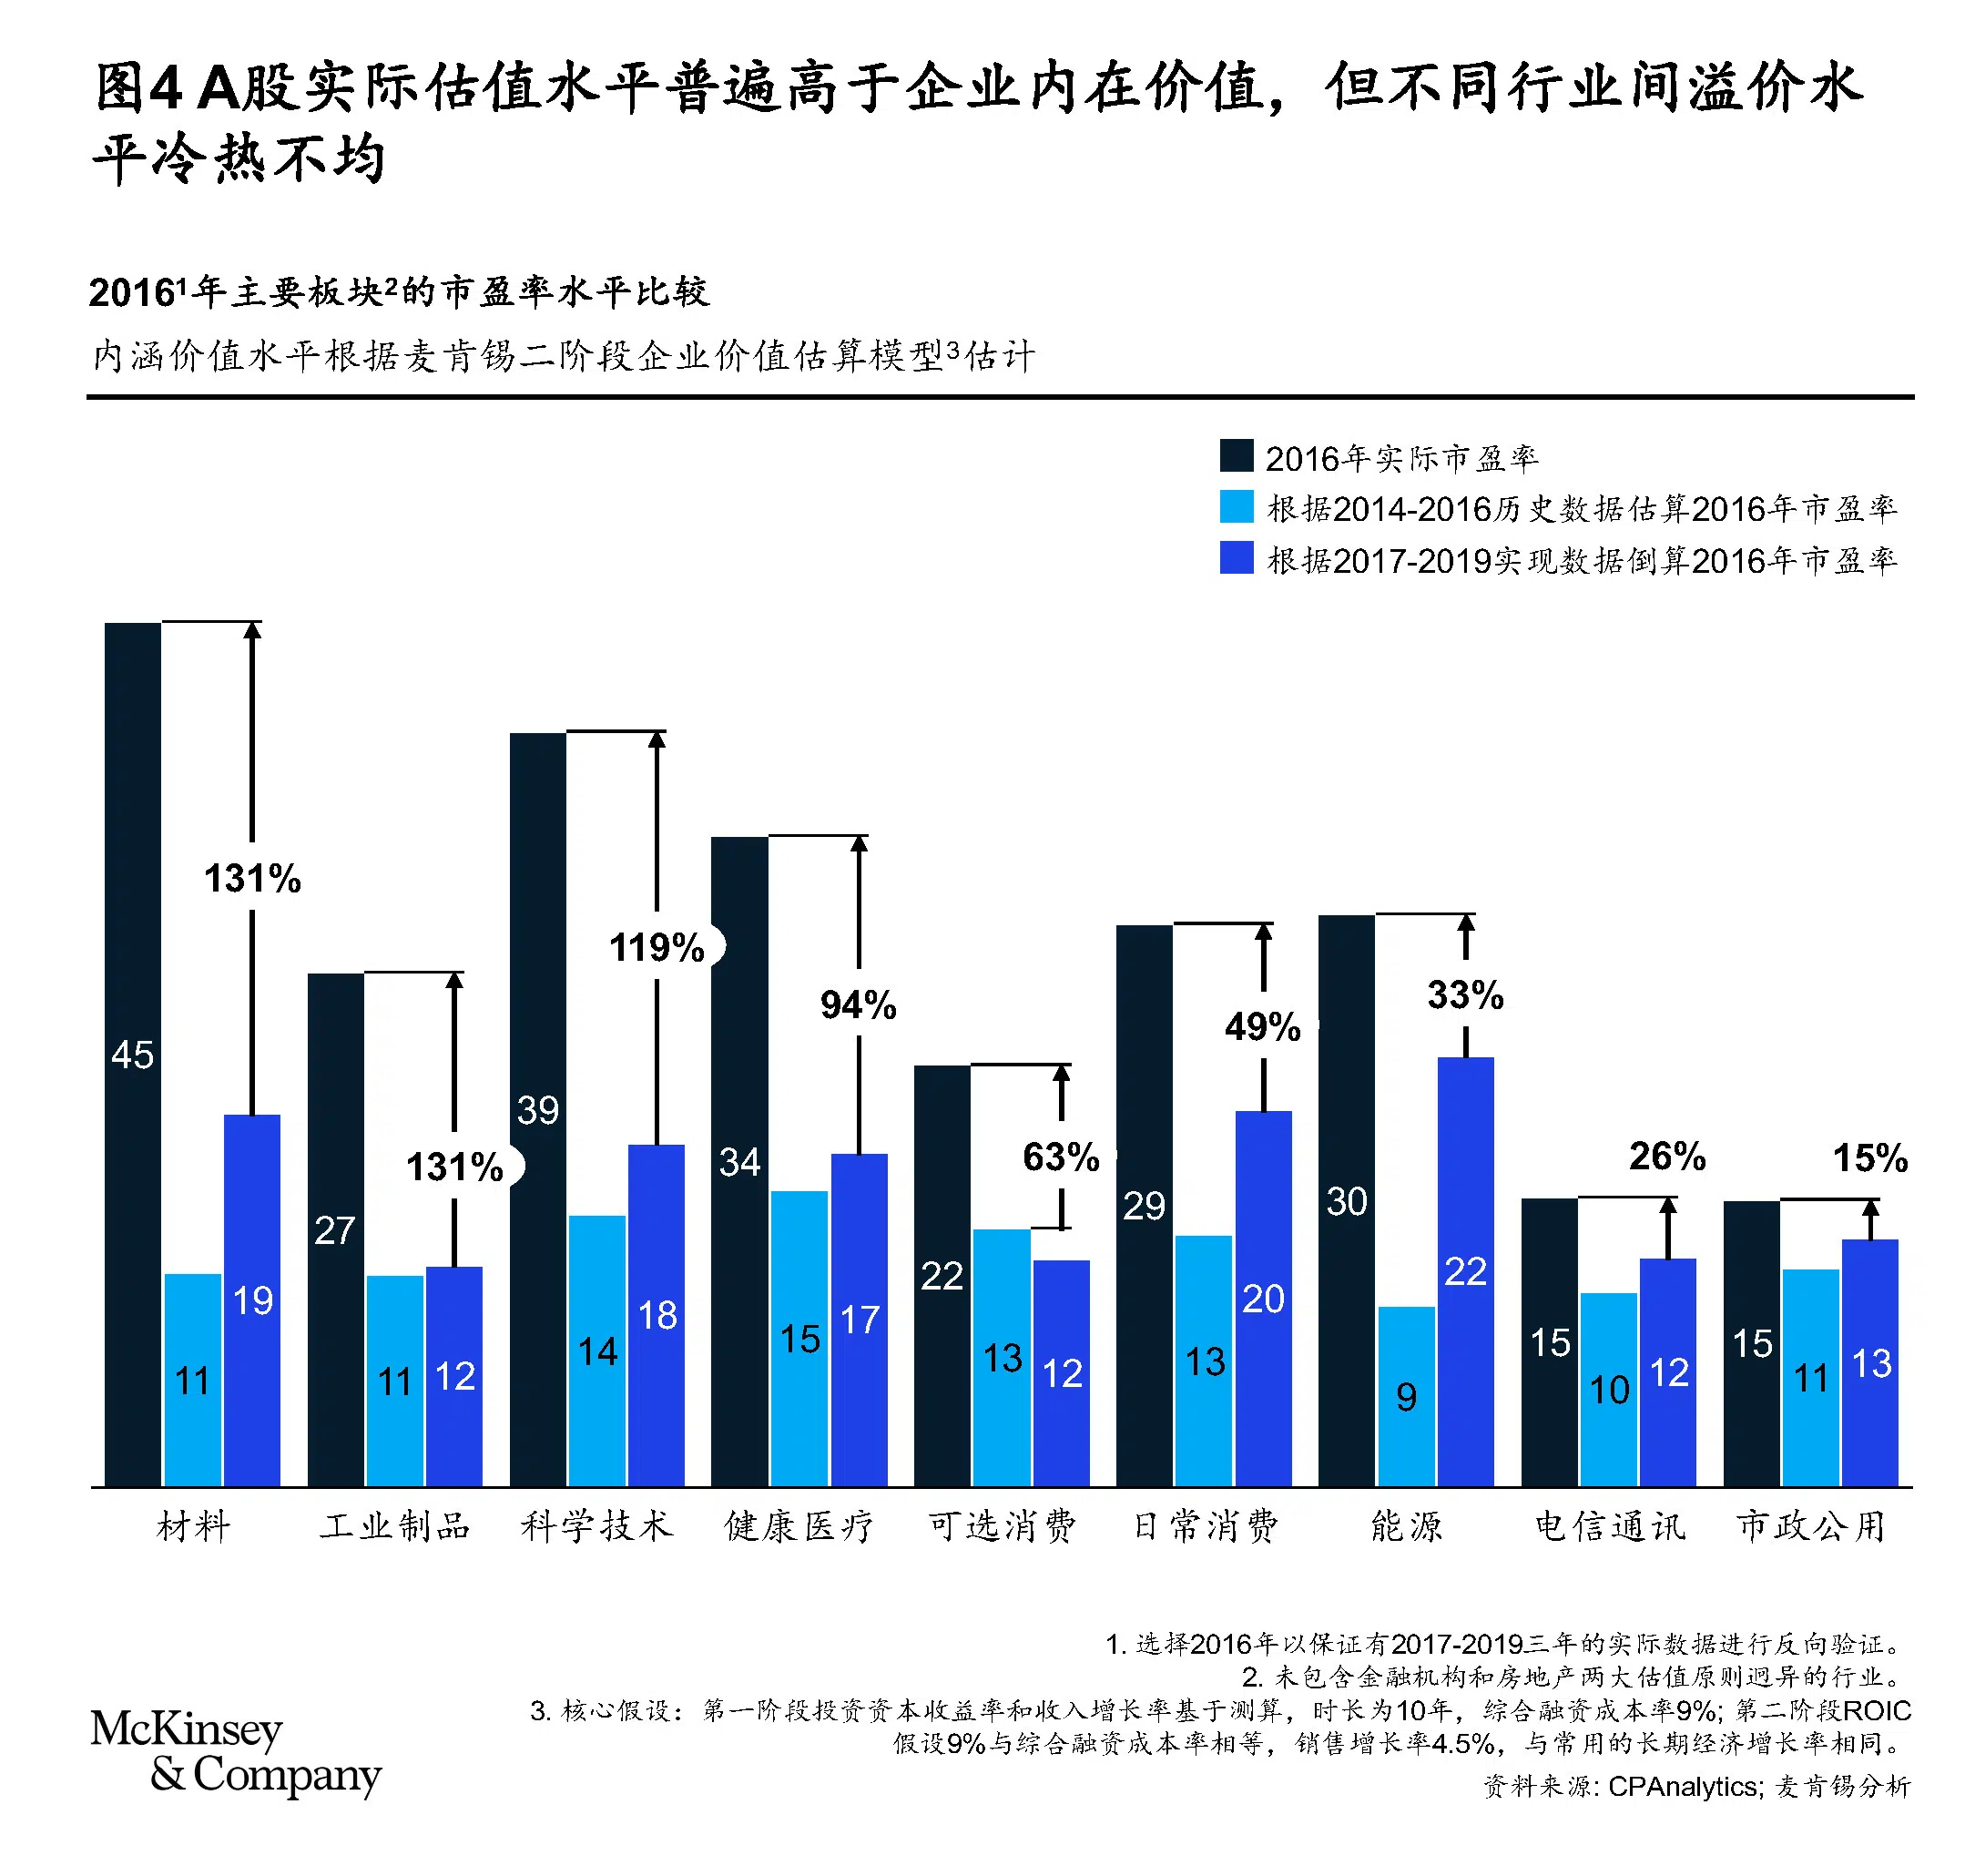 图4 A股实际估值水平普遍高于企业内在价值，但不同行业间溢价水
平冷热不均
2016¹年主要板块²的市盈率水平比较
内涵价值水平根据麦肯锡二阶段企业价值估算模型³估计
2016年实际市盈率
根据2014-2016历史数据估算2016年市盈率
根据2017-2019实现数据倒算2016年市盈率
45
11
19
131%
27
11
12
131%
39
14
18
119%
34
15
17
94%
22
13
12
63%
29
13
20
49%
30
9
22
33%
15
10
12
26%
15
11
13
15%
材料
工业制品
科学技术
健康医疗
可选消费
日常消费
能源
电信通讯
市政公用
1. 选择2016年以保证有2017-2019三年的实际数据进行反向验证。
2. 未包含金融机构和房地产两大估值原则迥异的行业。
3. 核心假设：第一阶段投资资本收益率和收入增长率基于测算，时长为10年，综合融资成本率9%; 第二阶段ROIC
假设9%与综合融资成本率相等，销售增长率4.5%，与常用的长期经济增长率相同。
资料来源: CPAnalytics; 麦肯锡分析
McKinsey
& Company